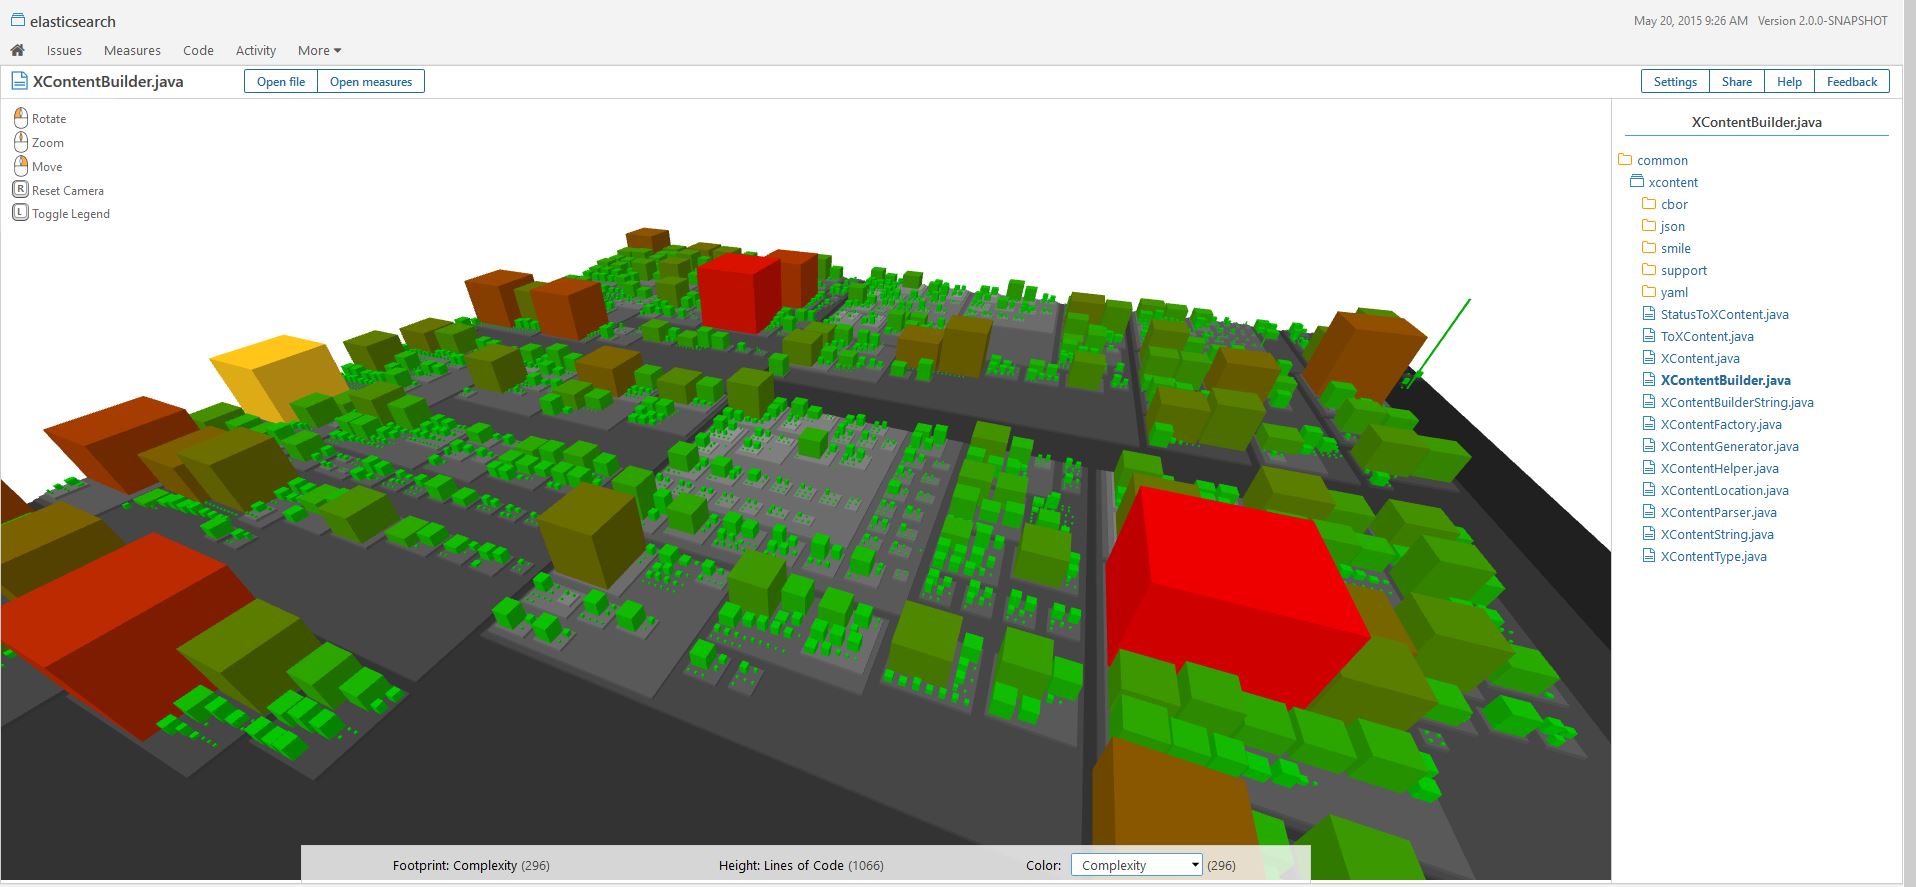 elasticsearch
May 20, 2015 9:26 AM Version 2.0.0-SNAPSHOT
Issues Measures Code Activity More
XContentBuilder.java Open file Open measures Settings Share Help Feedback
Rotate
Zoom
Move
R Reset Camera
L Toggle Legend
XContentBuilder.java
common
xcontent
cbor
json
smile
support
yaml
StatusToXContent.java
ToXContent.java
XContent.java
XContentBuilder.java
XContentBuilderString.java
XContentFactory.java
XContentGenerator.java
XContentHelper.java
XContentLocation.java
XContentParser.java
XContentString.java
XContentType.java
Footprint: Complexity (296) Height: Lines of Code (1066) Color: Complexity (296)